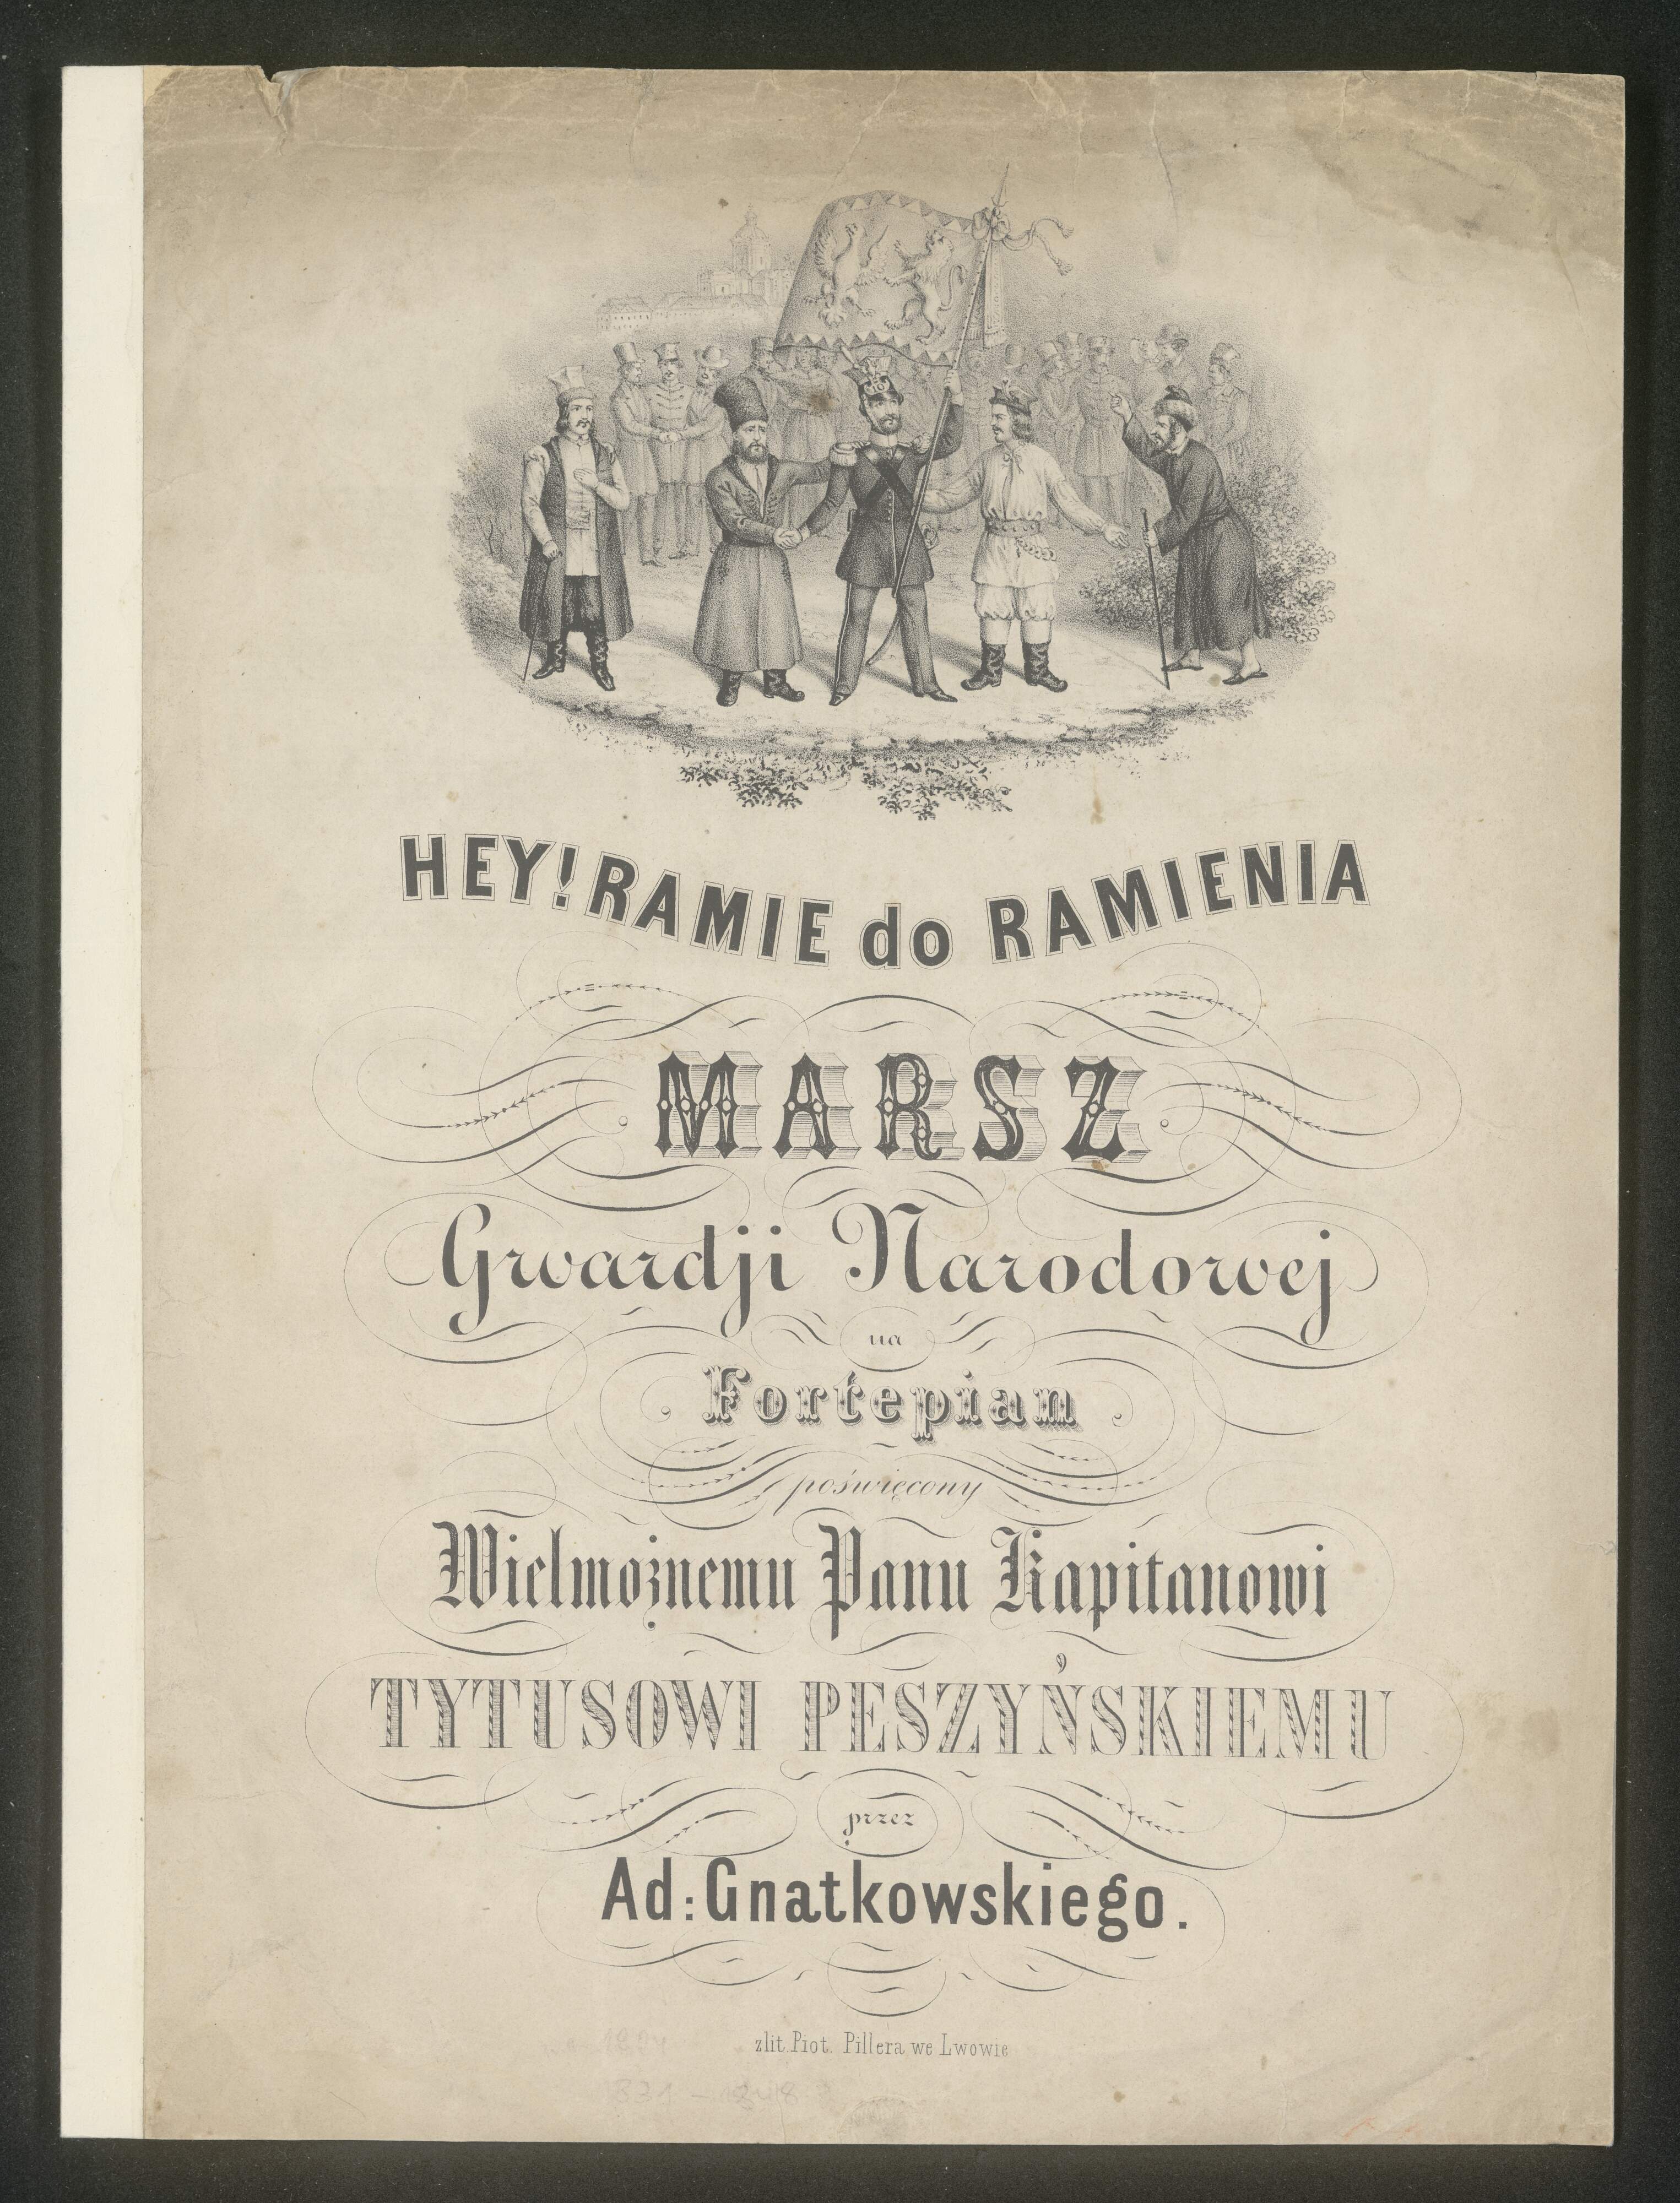 HEY! RAMIE do RAMIENIA
MARSZ
Gwardji Narodowej
na
Fortepian
poświęcony
Wielmożnemu Panu Kapitanowi
TYTUSOWI PESZYŃSKIEMU
przez
Ad: Gnatkowskiego.
zlit. Piot. Pillera we Lwowie